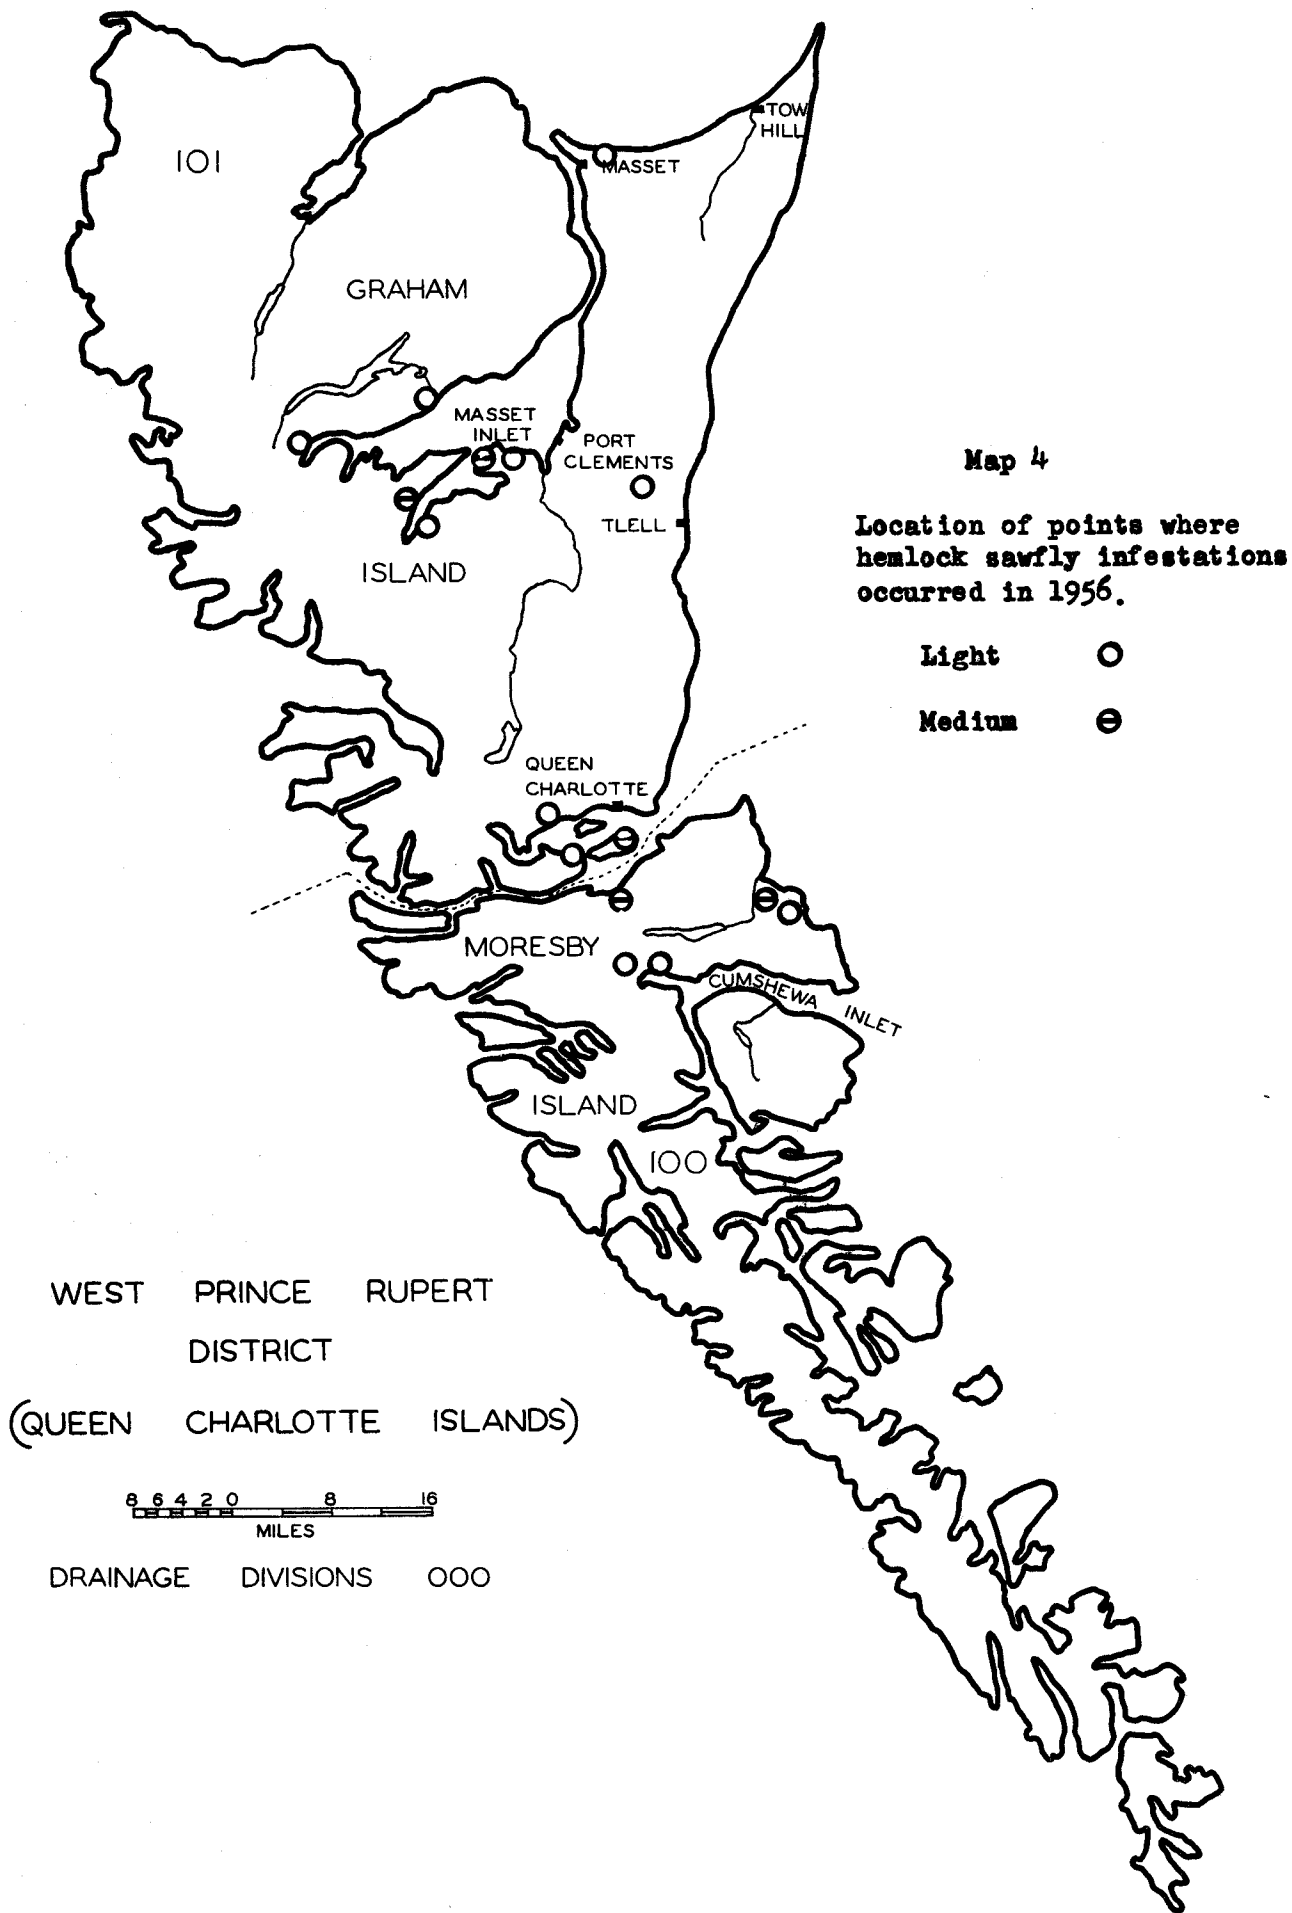 101
TOW
HILL
MASSET
GRAHAM
MASSET
INLET
PORT
CLEMENTS
TLELL
ISLAND
Map 4
Location of points where
hemlock sawfly infestations
occurred in 1956.
Light
Medium
QUEEN
CHARLOTTE
MORESBY
CUMSHEWA INLET
ISLAND
100
WEST PRINCE RUPERT
DISTRICT
(QUEEN CHARLOTTE ISLANDS)
8 6 4 2 0 8 16
MILES
DRAINAGE DIVISIONS 000